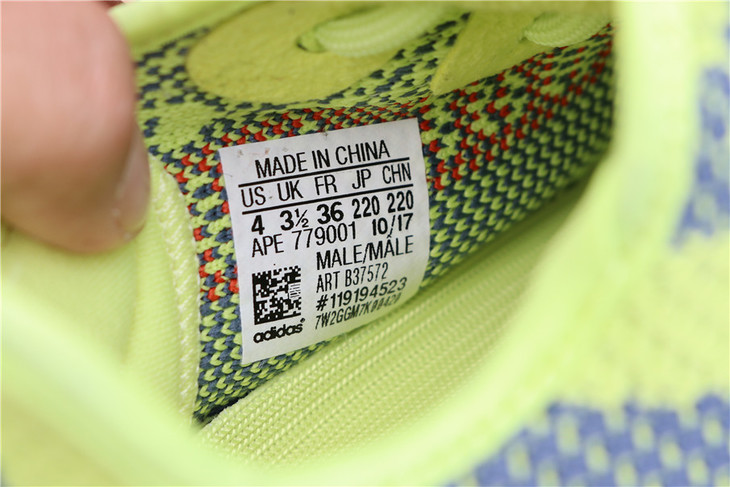 MADE IN CHINA
US UK FR JP CHN
4 3½ 36 220 220
APE 779001 10/17
MALE/MALE
ART B37572
#119194523
adidas®